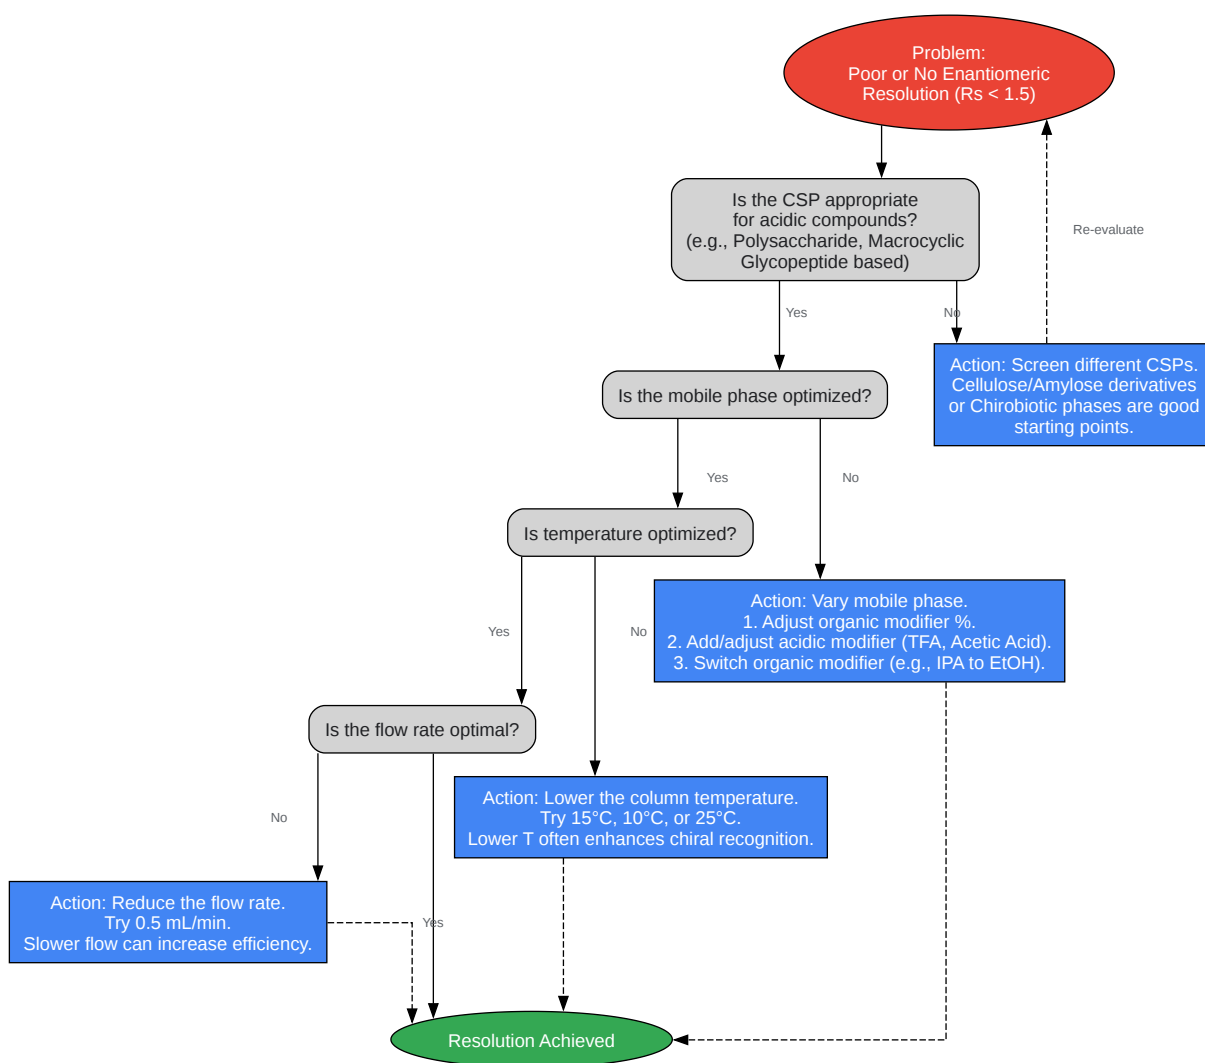 Problem:
Poor or No Enantiomeric
Resolution (Rs < 1.5)
Is the CSP appropriate
for acidic compounds?
(e.g., Polysaccharide, Macrocyclic
Glycopeptide based)
Re-evaluate
Yes
No
Action: Screen different CSPs.
Cellulose/Amylose derivatives
or Chirobiotic phases are good
starting points.
Is the mobile phase optimized?
Yes
No
Is temperature optimized?
Action: Vary mobile phase.
1. Adjust organic modifier %.
2. Add/adjust acidic modifier (TFA, Acetic Acid).
3. Switch organic modifier (e.g., IPA to EtOH).
Yes
No
Is the flow rate optimal?
Action: Lower the column temperature.
Try 15°C, 10°C, or 25°C.
Lower T often enhances chiral recognition.
No
Yes
Action: Reduce the flow rate.
Try 0.5 mL/min.
Slower flow can increase efficiency.
Resolution Achieved